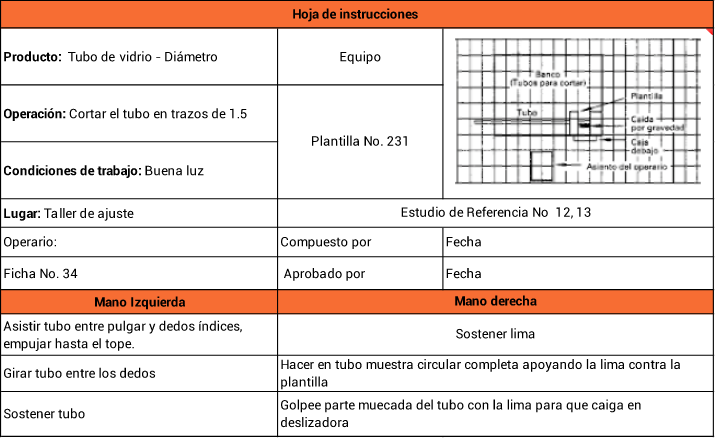 Hoja de instrucciones
Producto: Tubo de vidrio - Diámetro
Equipo
Banco
(Tubos para cortar)
Plantilla
Tubo
Caída
por gravedad
Caja
debajo
Asiento del operario
Operación: Cortar el tubo en trazos de 1.5
Plantilla No. 231
Condiciones de trabajo: Buena luz
Lugar: Taller de ajuste
Estudio de Referencia No 12, 13
Operario:
Compuesto por
Fecha
Ficha No. 34
Aprobado por
Fecha
Mano Izquierda
Mano derecha
Asistir tubo entre pulgar y dedos índices,
empujar hasta el tope.
Sostener lima
Girar tubo entre los dedos
Hacer en tubo muestra circular completa apoyando la lima contra la
plantilla
Sostener tubo
Golpee parte muecada del tubo con la lima para que caiga en
deslizadora